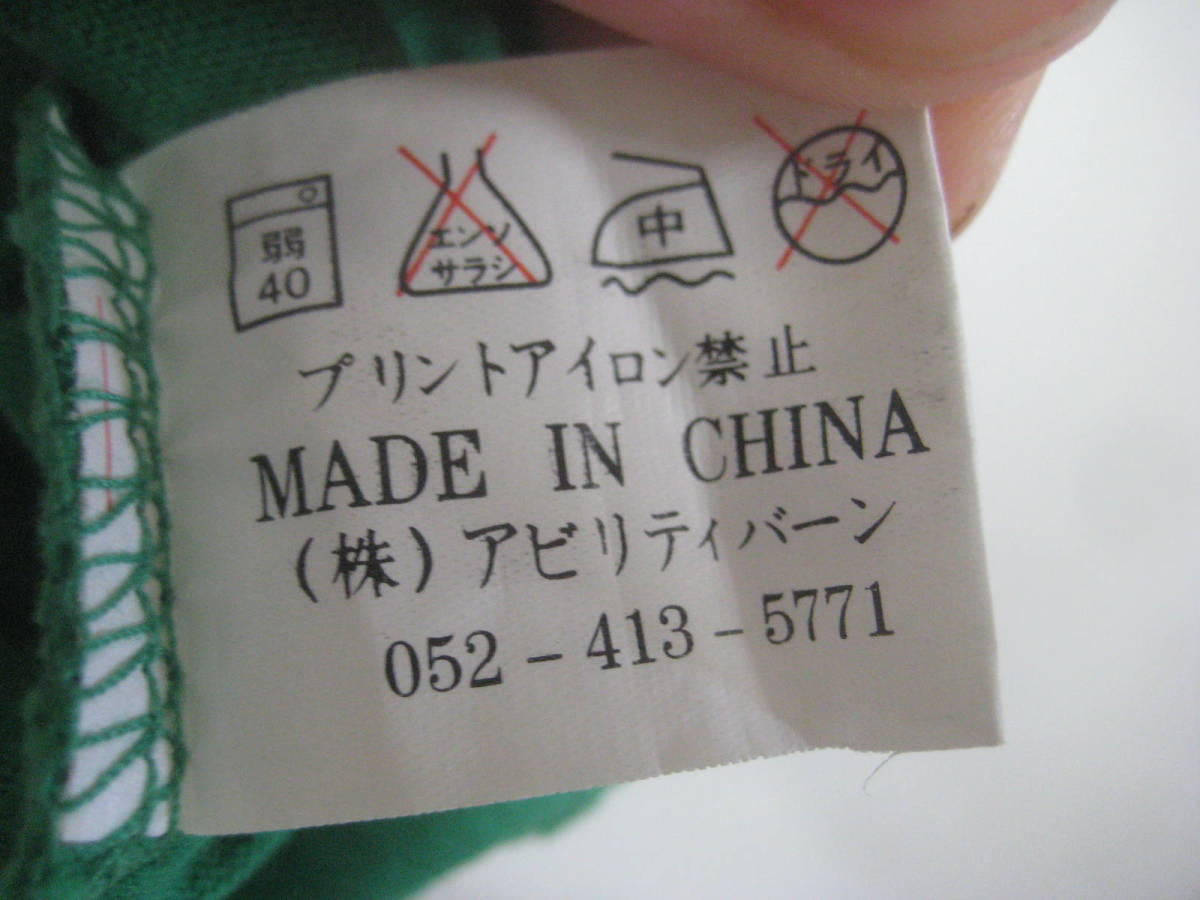 弱 40
エンソサラシ
中
ドライ
プリントアイロン禁止
MADE IN CHINA
(株)アビリティバーン
052-413-5771